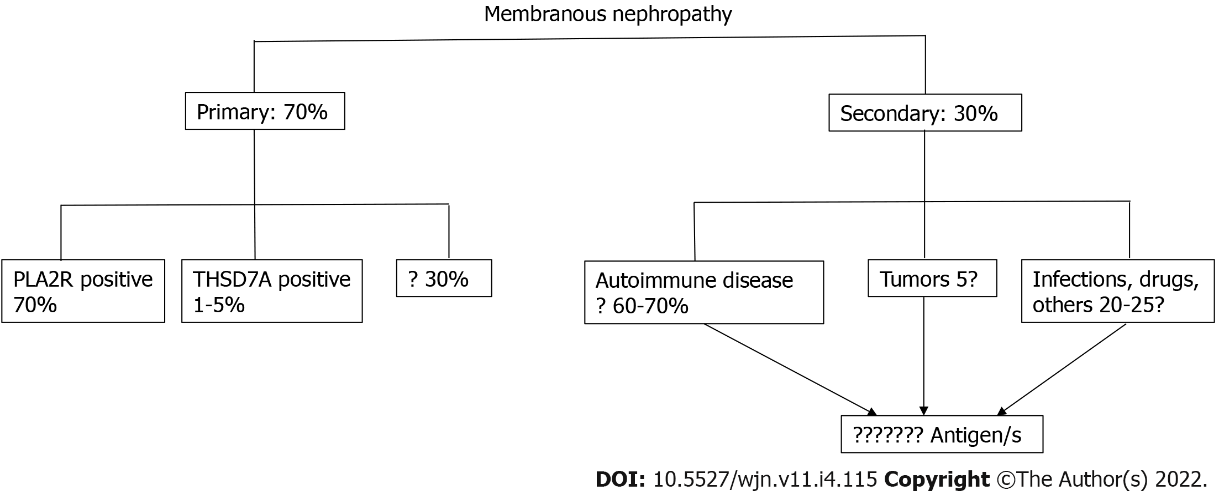 Membranous nephropathy
Primary: 70%
Secondary: 30%
PLA2R positive
70%
THSD7A positive
1-5%
? 30%
Autoimmune disease
? 60-70%
Tumors 5?
Infections, drugs,
others 20-25?
??????? Antigen/s
DOI: 10.5527/wjn.v11.i4.115 Copyright ©The Author(s) 2022.